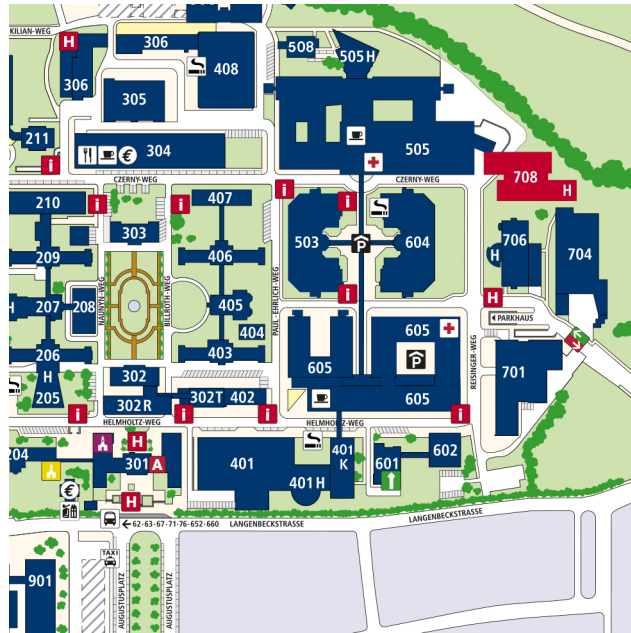 KILIAN-WEG
H
306
306
408
508
505 H
305
211
i
304
€
505
CZERNY-WEG
CZERNY-WEG
708
H
210
i
407
i
i
303
503
604
706
704
209
406
P
H
NAUNYN-WEG
BILLROTH-WEG
PAUL-EHRLICH-WEG
H
207
208
405
i
H
PARKHAUS
404
605
206
403
605
P
REISINGER-WEG
701
H
205
302
302 R
302T
402
605
i
i
i
i
HELMHOLTZ-WEG
HELMHOLTZ-WEG
204
H
301
A
401
401
K
401 H
601
602
€
H
62·63·67·71·76·652·660
LANGENBECKSTRASSE
LANGENBECKSTRASSE
TAXI
901
AUGUSTUSPLATZ
AUGUSTUSPLATZ